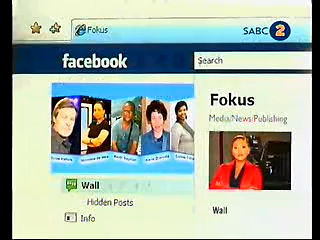 Fokus
SABC 2
facebook
Search
Fokus
Media/News/Publishing
Wall
Hidden Posts
Info
Wall